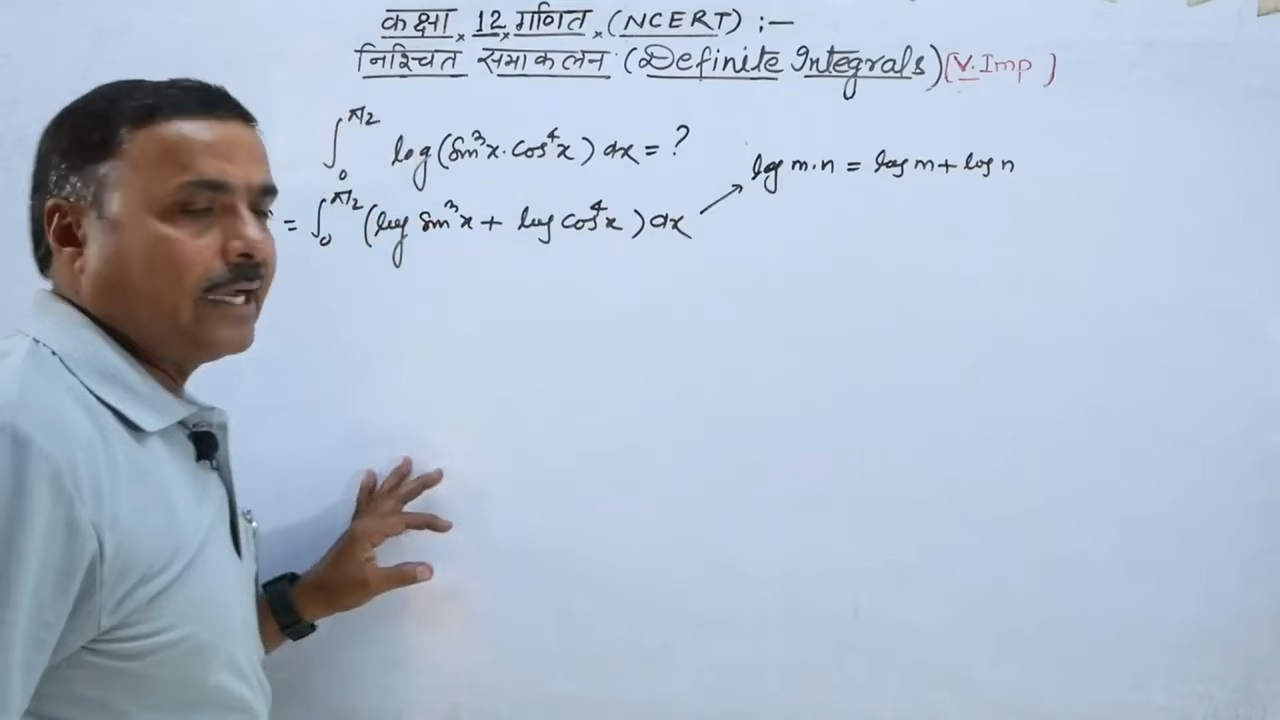 कक्षा × 12 × गणित × (NCERT) :—
निश्चित समाकलन (Definite Integrals) (V. Imp)
∫₀^π/2 log(sin³x·cos⁴x) dx = ?
= ∫₀^π/2 (log sin³x + log cos⁴x) dx → log m·n = log m + log n